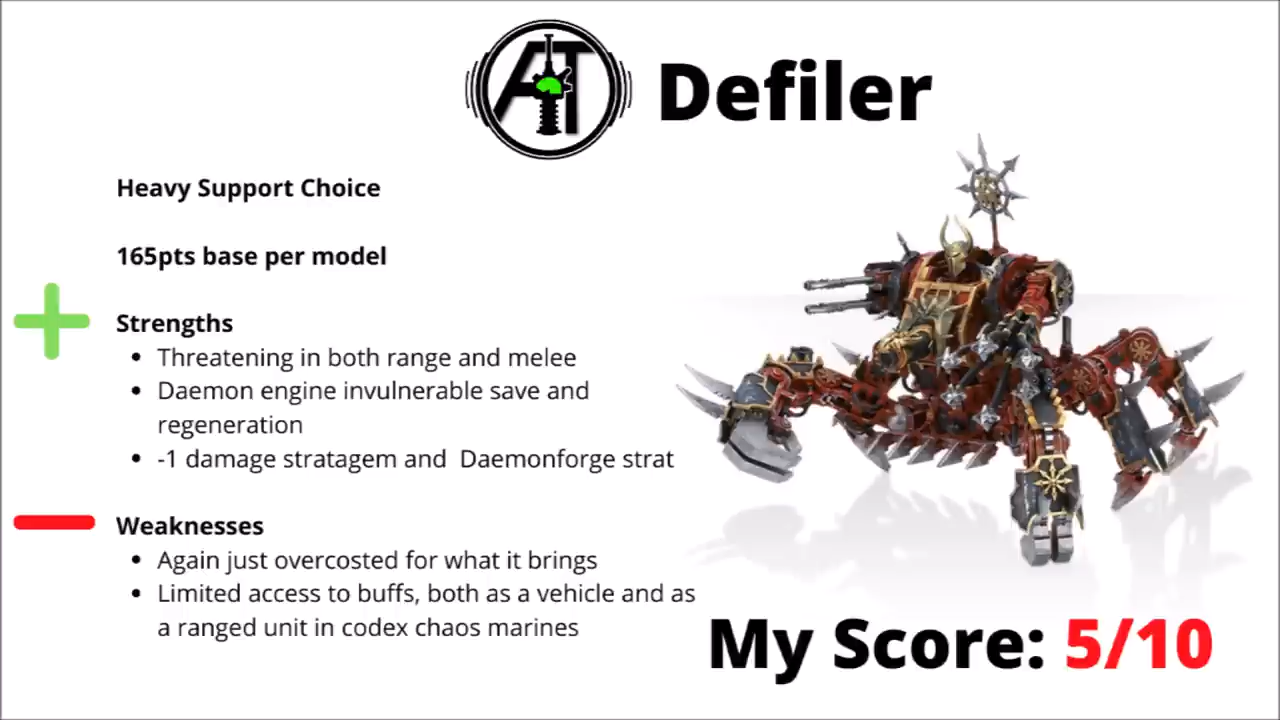 AT
Defiler
Heavy Support Choice
165pts base per model
Strengths
• Threatening in both range and melee
• Daemon engine invulnerable save and
regeneration
• -1 damage stratagem and  Daemonforge strat
Weaknesses
• Again just overcosted for what it brings
• Limited access to buffs, both as a vehicle and as
a ranged unit in codex chaos marines
My Score: 5/10